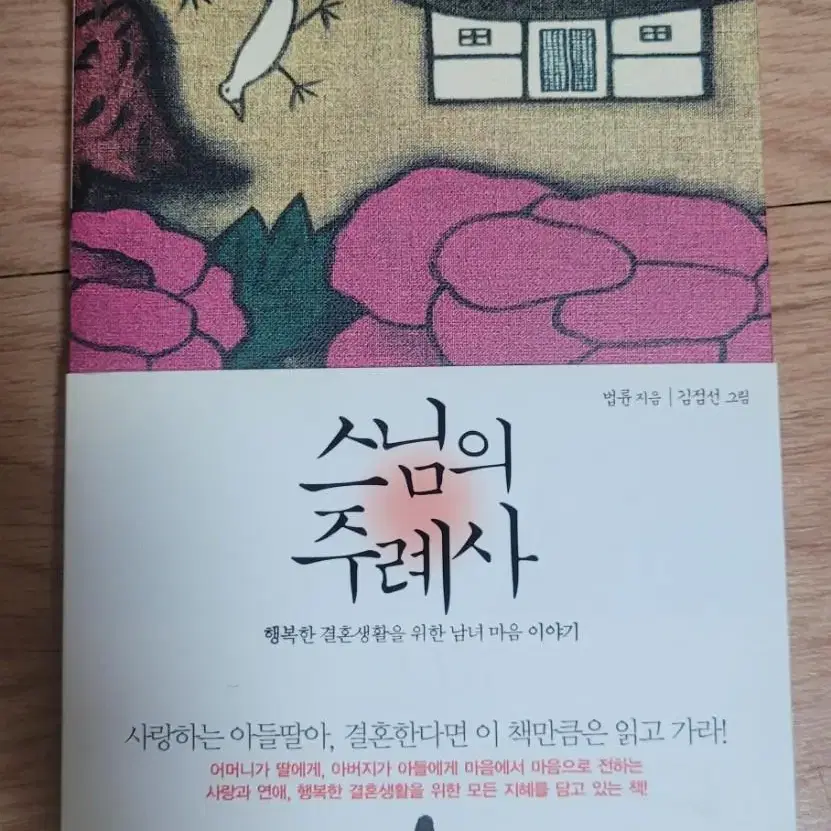 법륜 지음 | 김점선 그림
스님의
주례사
행복한 결혼생활을 위한 남녀 마음 이야기
사랑하는 아들딸아, 결혼한다면 이 책만큼은 읽고 가라!
어머니가 딸에게, 아버지가 아들에게 마음에서 마음으로 전하는
사랑과 연애, 행복한 결혼생활을 위한 모든 지혜를 담고 있는 책!